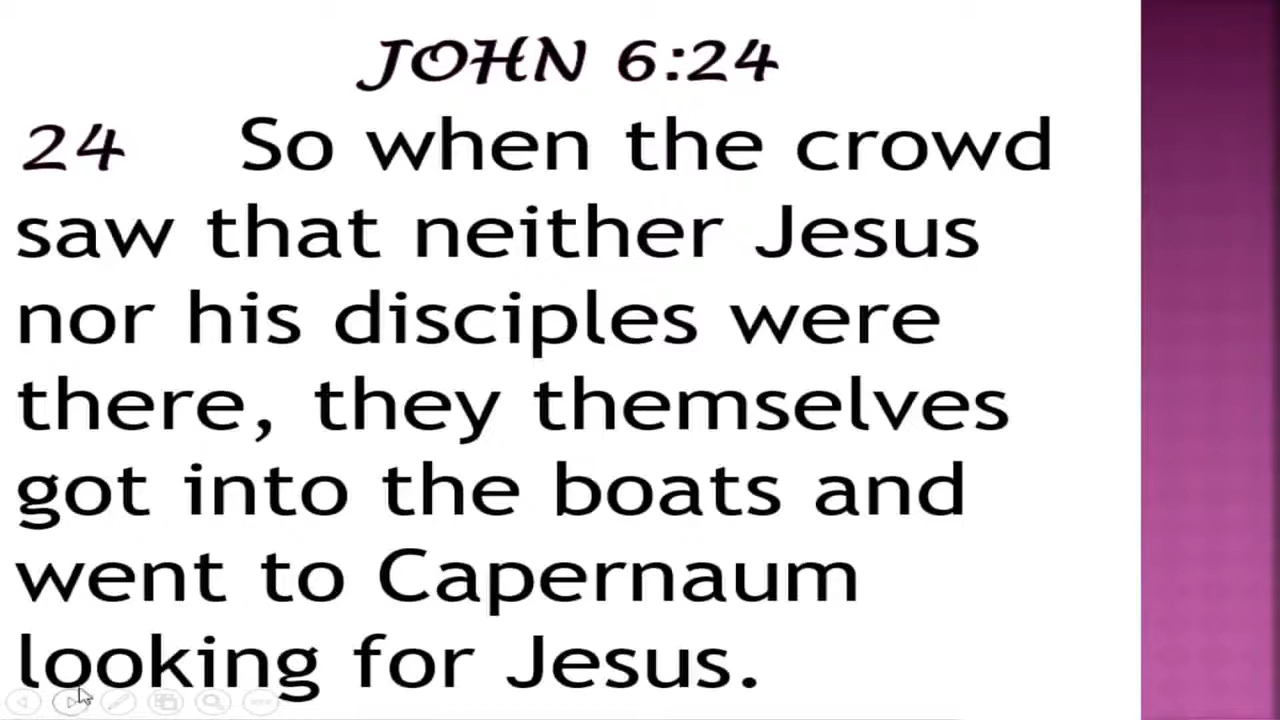 JOHN 6:24
24 So when the crowd
saw that neither Jesus
nor his disciples were
there, they themselves
got into the boats and
went to Capernaum
looking for Jesus.